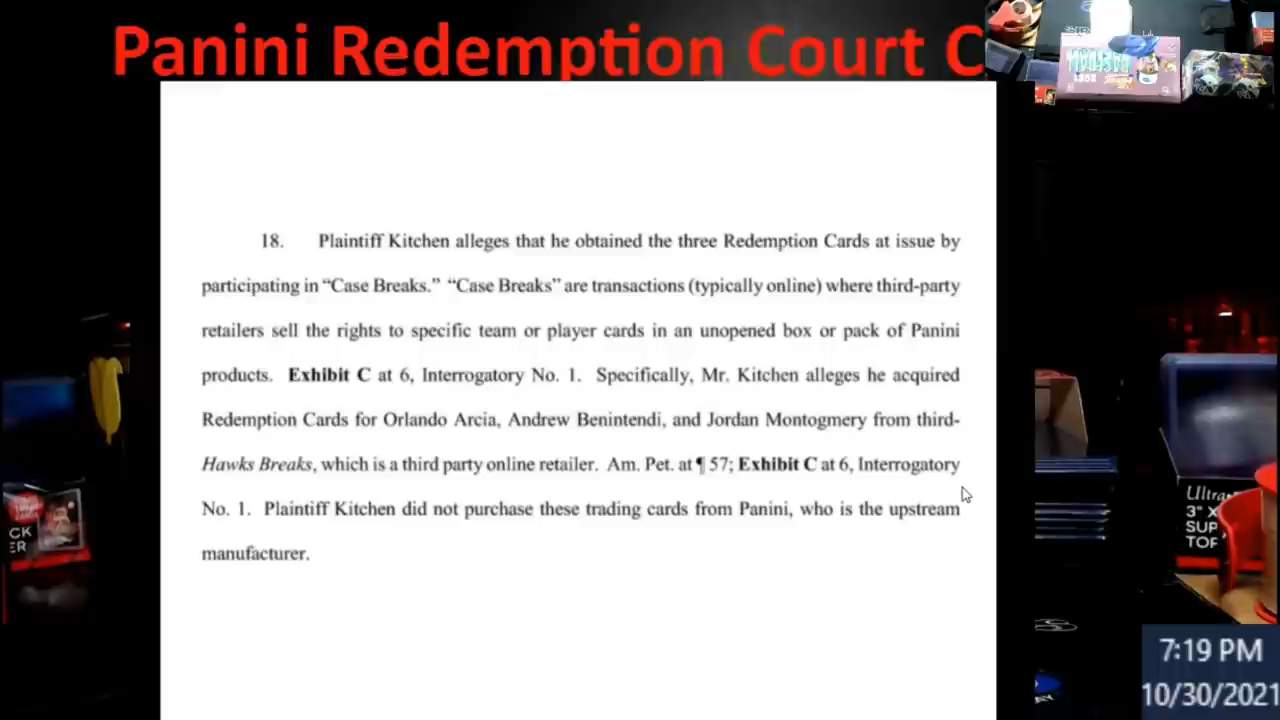 Panini Redemption Court C
18. Plaintiff Kitchen alleges that he obtained the three Redemption Cards at issue by
participating in “Case Breaks.” “Case Breaks” are transactions (typically online) where third-party
retailers sell the rights to specific team or player cards in an unopened box or pack of Panini
products. Exhibit C at 6, Interrogatory No. 1. Specifically, Mr. Kitchen alleges he acquired
Redemption Cards for Orlando Arcia, Andrew Benintendi, and Jordan Montogmery from third-
Hawks Breaks, which is a third party online retailer. Am. Pet. at ¶ 57; Exhibit C at 6, Interrogatory
No. 1. Plaintiff Kitchen did not purchase these trading cards from Panini, who is the upstream
manufacturer.
CK
ER
Ultra
3" X
SUP
TOP
7:19 PM
10/30/2021